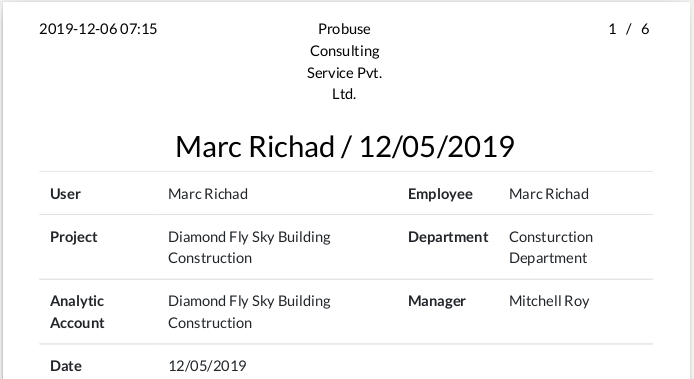 2019-12-06 07:15
Probuse
Consulting
Service Pvt.
Ltd.
1 / 6
Marc Richad / 12/05/2019
User Marc Richad Employee Marc Richad
Project Diamond Fly Sky Building Department Consturction
Construction Department
Analytic Diamond Fly Sky Building Manager Mitchell Roy
Account Construction
Date 12/05/2019